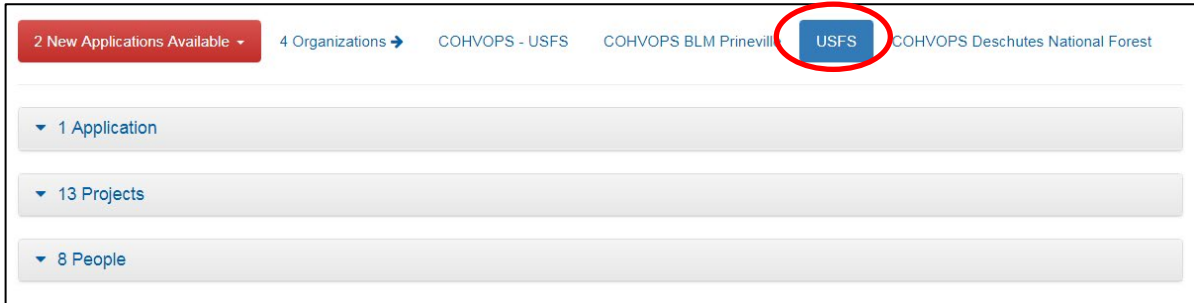 2 New Applications Available 4 Organizations COHVOPS - USFS COHVOPS BLM Prineville USFS COHVOPS Deschutes National Forest
1 Application
13 Projects
8 People